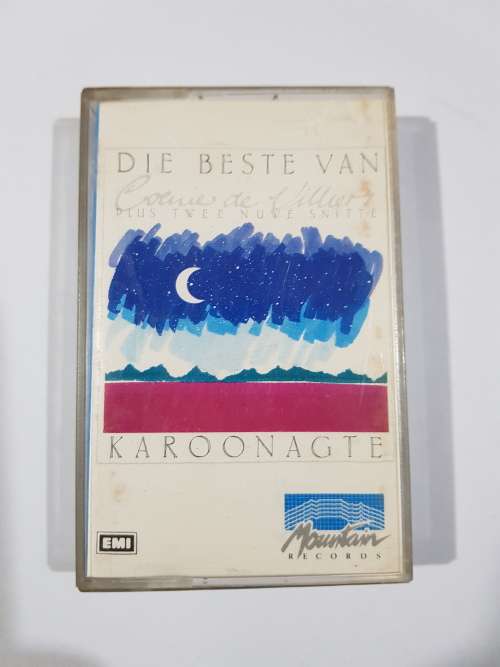 DIE BESTE VAN
Coenie de Villiers
PLUS TWEE NUWE SNITTE
KAROONAGTE
EMI
Mountain
RECORDS